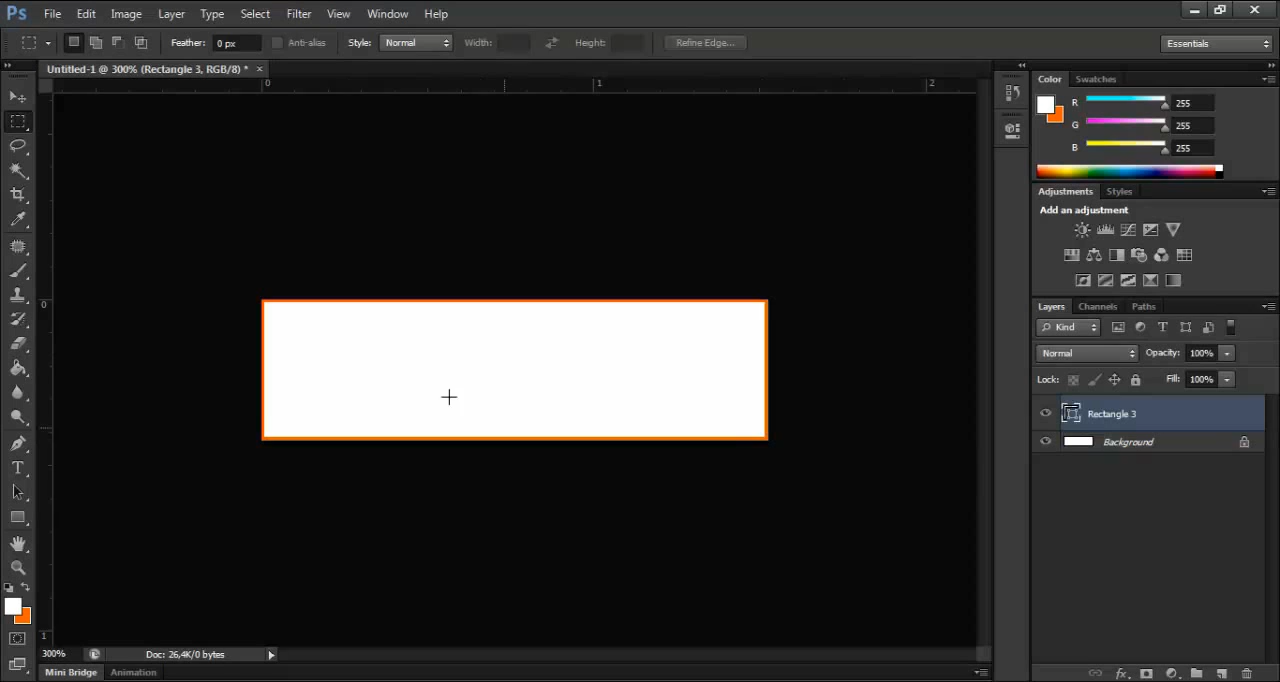 Ps File Edit Image Layer Type Select Filter View Window Help
Feather: 0 px Anti-alias Style: Normal Width: Height: Refine Edge... Essentials
Untitled-1 @ 300% (Rectangle 3, RGB/8) * ×
0 1 2
0
1
Color Swatches
R 255
G 255
B 255
Adjustments Styles
Add an adjustment
Layers Channels Paths
Kind
Normal Opacity: 100%
Lock: Fill: 100%
Rectangle 3
Background
fx
T
300% Doc: 26,4K/0 bytes
Mini Bridge Animation